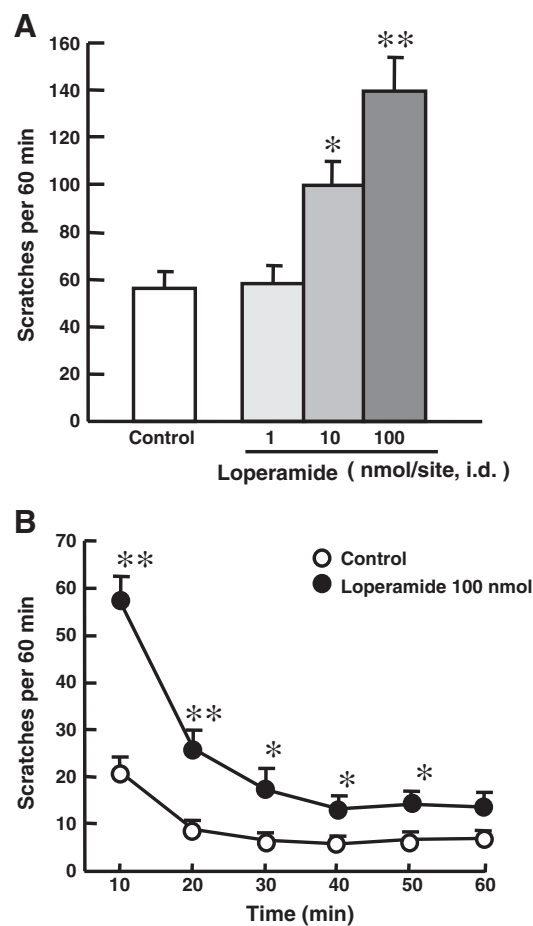 A
160
**
140
120
*
100
80
60
40
20
0
Scratches per 60 min
Control 1 10 100
Loperamide ( nmol/site, i.d. )
B
70
**
Control
60
Loperamide 100 nmol
50
40
30
**
*
*
*
20
10
0
Scratches per 60 min
10 20 30 40 50 60
Time (min)